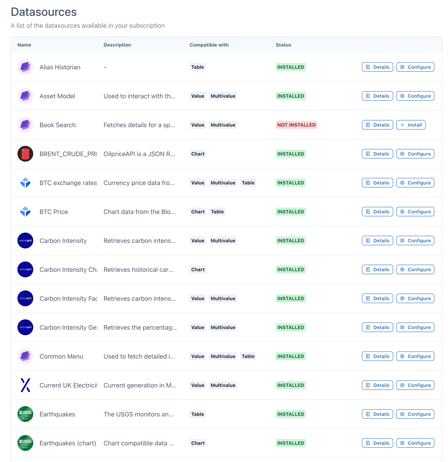 Datasources
A list of the datasources available in your subscription
Name Description Compatible with Status
Alias Historian - Table INSTALLED Details Configure
Asset Model Used to interact with th... Value Multivalue INSTALLED Details Configure
Book Search Fetches details for a sp... Value Multivalue NOT INSTALLED Details Install
BRENT_CRUDE_PRI OilpriceAPI is a JSON R... Chart INSTALLED Details Configure
BTC exchange rates Currency price data fro... Value Multivalue Table INSTALLED Details Configure
BTC Price Chart data from the Blo... Chart Table INSTALLED Details Configure
Carbon Intensity Retrieves carbon intens... Value Multivalue INSTALLED Details Configure
Carbon Intensity Ch Retrieves historical car... Chart INSTALLED Details Configure
Carbon Intensity Fac Retrieves carbon intens... Value Multivalue INSTALLED Details Configure
Carbon Intensity Ge Retrieves the percentag... Value Multivalue INSTALLED Details Configure
Common Menu Used to fetch detailed i... Value Multivalue Table INSTALLED Details Configure
Current UK Electricit Current generation in M... Value Multivalue INSTALLED Details Configure
Earthquakes The USGS monitors an... Table INSTALLED Details Configure
Earthquakes (chart) Chart compatible data ... Chart INSTALLED Details Configure